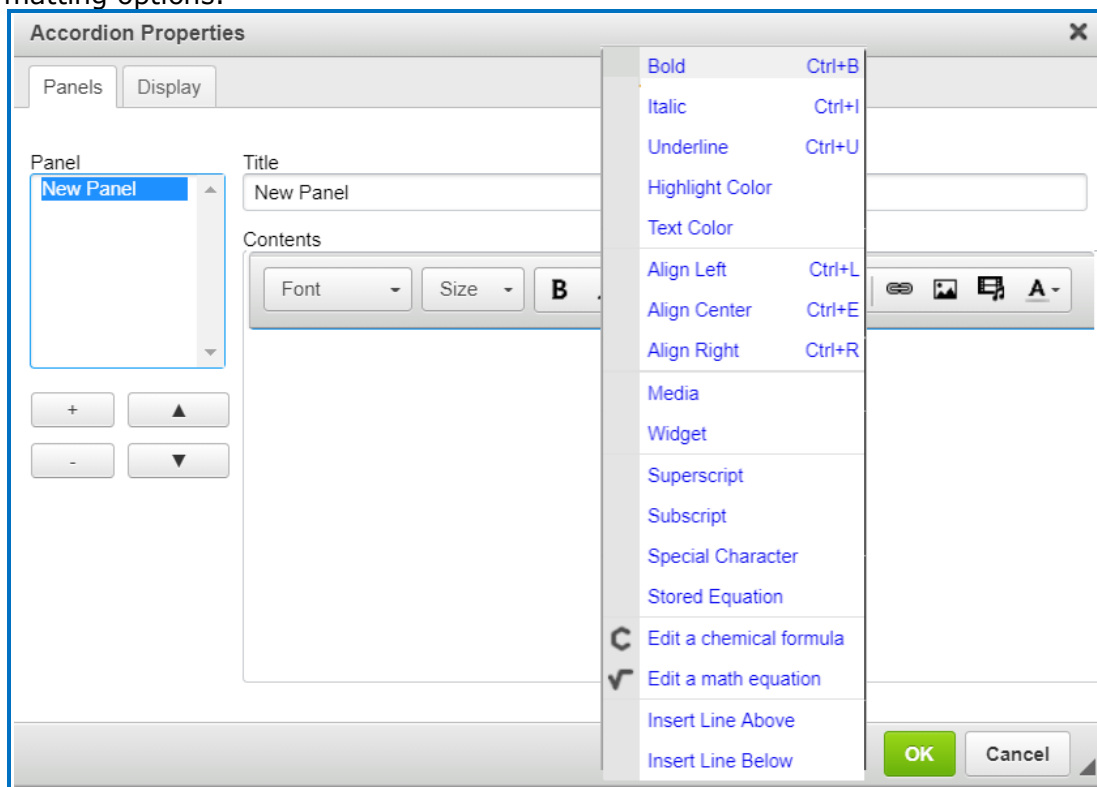 matting options.
Accordion Properties
Panels Display
Panel
New Panel
+
-
Title
New Panel
Contents
Font Size B A
Bold Ctrl+B
Italic Ctrl+I
Underline Ctrl+U
Highlight Color
Text Color
Align Left Ctrl+L
Align Center Ctrl+E
Align Right Ctrl+R
Media
Widget
Superscript
Subscript
Special Character
Stored Equation
Edit a chemical formula
Edit a math equation
Insert Line Above
Insert Line Below
OK Cancel